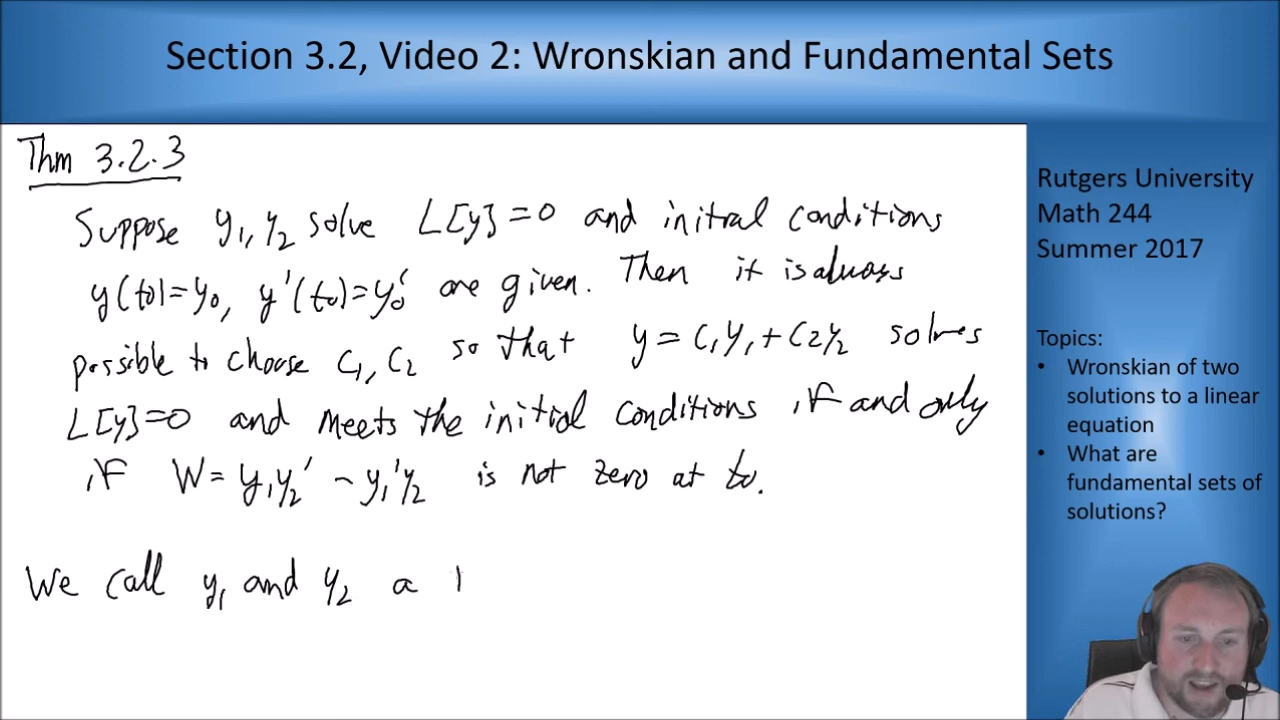 Section 3.2, Video 2: Wronskian and Fundamental Sets
Thm 3.2.3
Suppose y₁, y₂ solve L[y]=0 and initial conditions
y(t₀)=y₀, y'(t₀)=y₀' are given. Then it is always
possible to choose C₁, C₂ so that y = C₁y₁ + C₂y₂ solves
L[y]=0 and meets the initial conditions if and only
if W = y₁y₂' - y₁'y₂ is not zero at t₀.
We call y₁ and y₂ a
Rutgers University
Math 244
Summer 2017
Topics:
• Wronskian of two
solutions to a linear
equation
• What are
fundamental sets of
solutions?